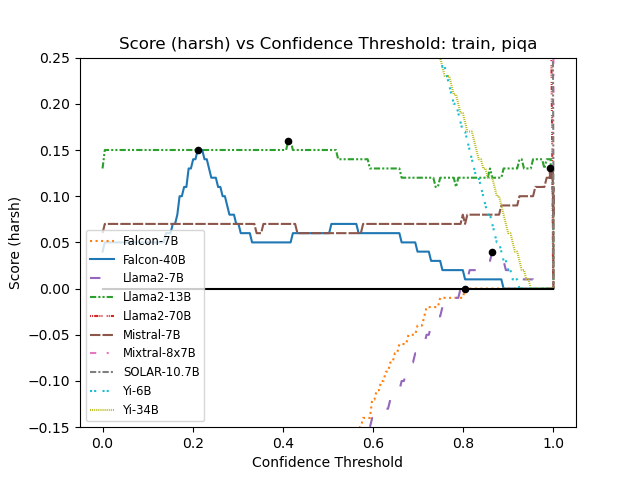 Score (harsh) vs Confidence Threshold: train, piqa
Score (harsh)
0.25
0.20
0.15
0.10
0.05
0.00
−0.05
−0.10
−0.15
Falcon-7B
Falcon-40B
Llama2-7B
Llama2-13B
Llama2-70B
Mistral-7B
Mixtral-8x7B
SOLAR-10.7B
Yi-6B
Yi-34B
0.0 0.2 0.4 0.6 0.8 1.0
Confidence Threshold